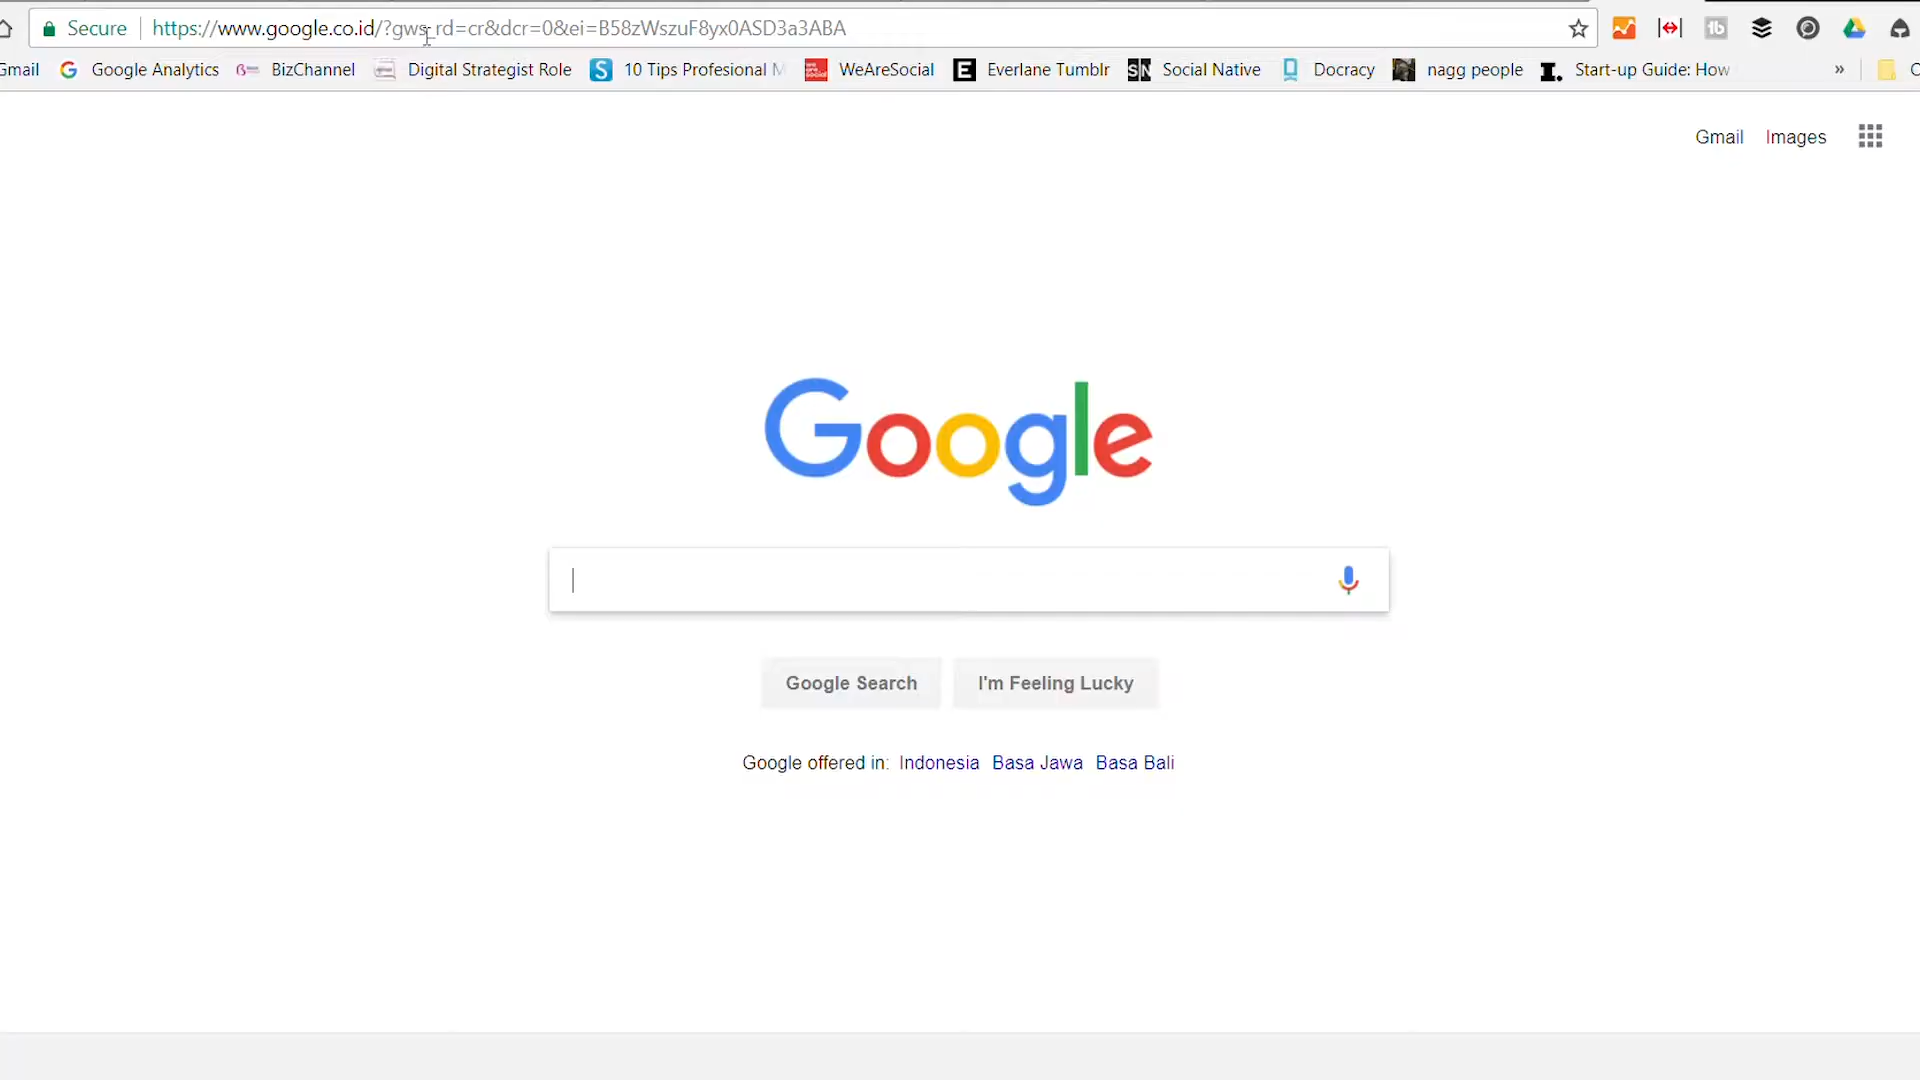 Secure https://www.google.co.id/?gws_rd=cr&dcr=0&ei=B58zWszuF8yx0ASD3a3ABA
Gmail Google Analytics BizChannel Digital Strategist Role 10 Tips Profesional M WeAreSocial Everlane Tumblr SN Social Native Docracy nagg people Start-up Guide: How »
Gmail Images
Google
Google Search I'm Feeling Lucky
Google offered in: Indonesia Basa Jawa Basa Bali